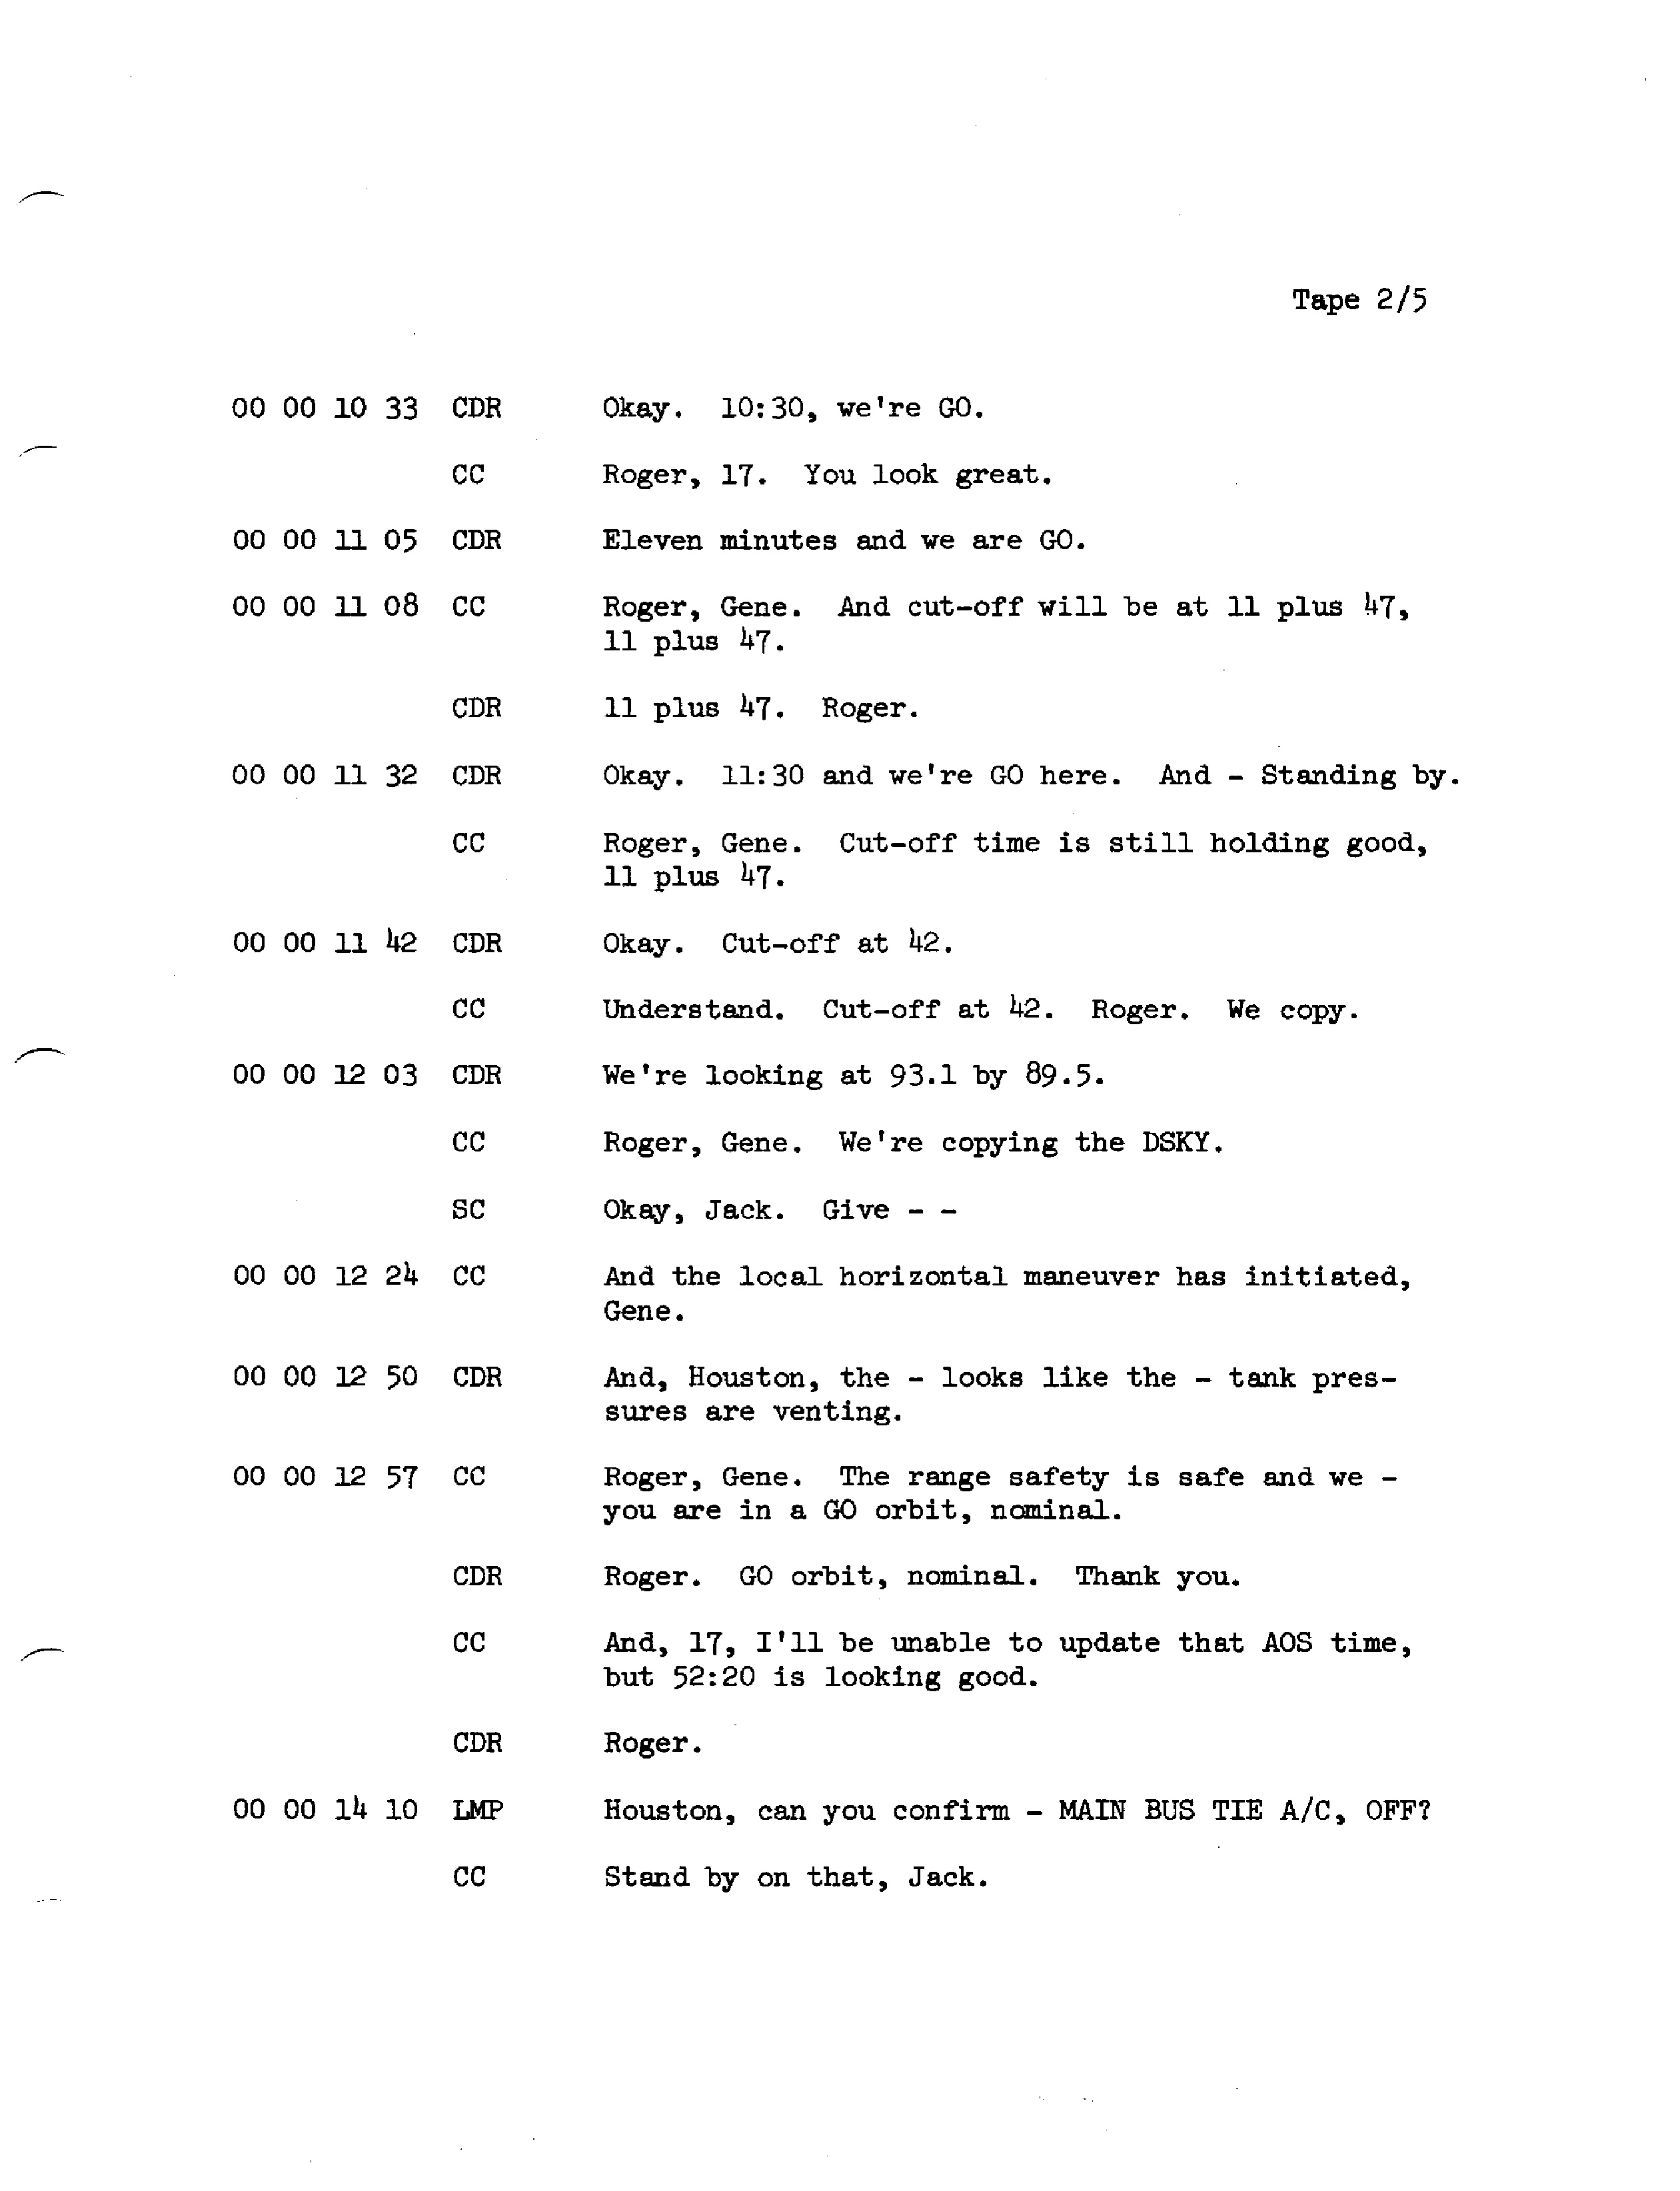 Tape 2/5
00 00 10 33 CDR Okay. 10:30, we're GO.
CC Roger, 17. You look great.
00 00 11 05 CDR Eleven minutes and we are GO.
00 00 11 08 CC Roger, Gene. And cut-off will be at 11 plus 47,
11 plus 47.
CDR 11 plus 47. Roger.
00 00 11 32 CDR Okay. 11:30 and we're GO here. And - Standing by.
CC Roger, Gene. Cut-off time is still holding good,
11 plus 47.
00 00 11 42 CDR Okay. Cut-off at 42.
CC Understand. Cut-off at 42. Roger. We copy.
00 00 12 03 CDR We're looking at 93.1 by 89.5.
CC Roger, Gene. We're copying the DSKY.
SC Okay, Jack. Give - -
00 00 12 24 CC And the local horizontal maneuver has initiated,
Gene.
00 00 12 50 CDR And, Houston, the - looks like the - tank pres-
sures are venting.
00 00 12 57 CC Roger, Gene. The range safety is safe and we -
you are in a GO orbit, nominal.
CDR Roger. GO orbit, nominal. Thank you.
CC And, 17, I'll be unable to update that AOS time,
but 52:20 is looking good.
CDR Roger.
00 00 14 10 LMP Houston, can you confirm - MAIN BUS TIE A/C, OFF?
CC Stand by on that, Jack.